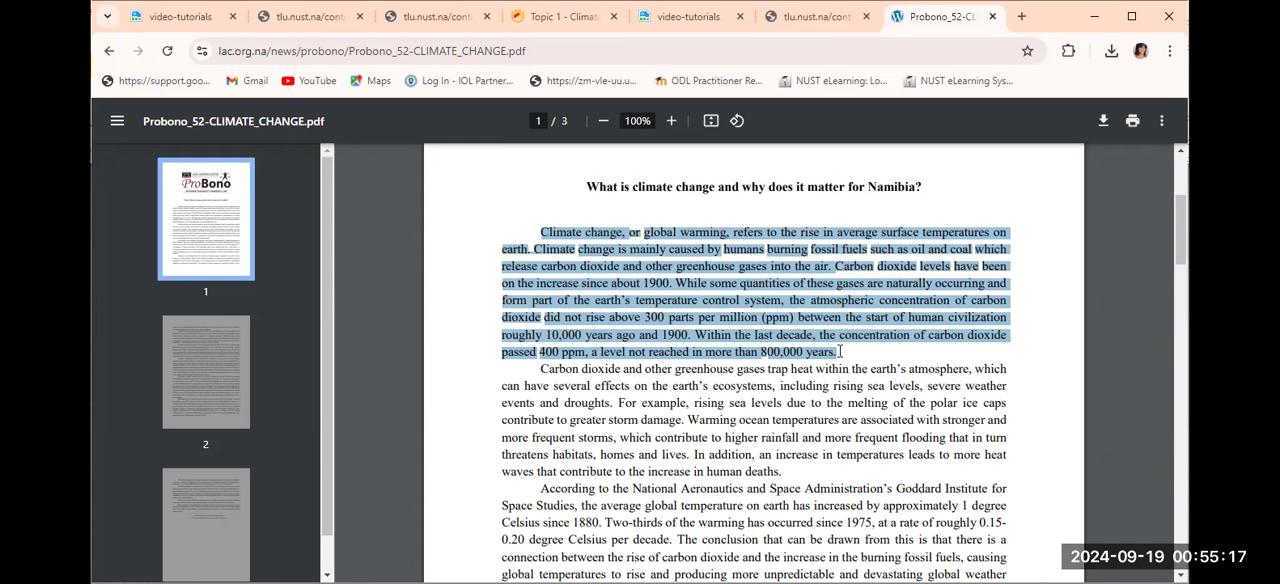 video-tutorials
tlu.nust.na/cont
tlu.nust.na/cont
Topic 1 - Climat
video-tutorials
tlu.nust.na/cont
Probono_52-CL
lac.org.na/news/probono/Probono_52-CLIMATE_CHANGE.pdf
https://support.goo...
Gmail
YouTube
Maps
Log In - IOL Partner...
https://zm-vle-uu.u...
ODL Practitioner Re...
NUST eLearning: Lo...
NUST eLearning Sys...
Probono_52-CLIMATE_CHANGE.pdf
1 / 3
100%
ProBono
1
2
What is climate change and why does it matter for Namibia?
Climate change, or global warming, refers to the rise in average surface temperatures on
earth. Climate change is mainly caused by humans burning fossil fuels such as oil and coal which
release carbon dioxide and other greenhouse gases into the air. Carbon dioxide levels have been
on the increase since about 1900. While some quantities of these gases are naturally occurring and
form part of the earth's temperature control system, the atmospheric concentration of carbon
dioxide did not rise above 300 parts per million (ppm) between the start of human civilization
roughly 10,000 years ago and 1900. Within the last decade, the concentration of carbon dioxide
passed 400 ppm, a level not reached in more than 800,000 years.
Carbon dioxide and other greenhouse gases trap heat within the earth's atmosphere, which
can have several effects on the earth's ecosystems, including rising sea levels, severe weather
events and droughts. For example, rising sea levels due to the melting of the polar ice caps
contribute to greater storm damage. Warming ocean temperatures are associated with stronger and
more frequent storms, which contribute to higher rainfall and more frequent flooding that in turn
threatens habitats, homes and lives. In addition, an increase in temperatures leads to more heat
waves that contribute to the increase in human deaths.
According to the National Aeronautics and Space Administration's Goddard Institute for
Space Studies, the average global temperature on earth has increased by approximately 1 degree
Celsius since 1880. Two-thirds of the warming has occurred since 1975, at a rate of roughly 0.15-
0.20 degree Celsius per decade. The conclusion that can be drawn from this is that there is a
connection between the rise of carbon dioxide and the increase in the burning fossil fuels, causing
global temperatures to rise and producing more unpredictable and devastating global weather
2024-09-19 00:55:17